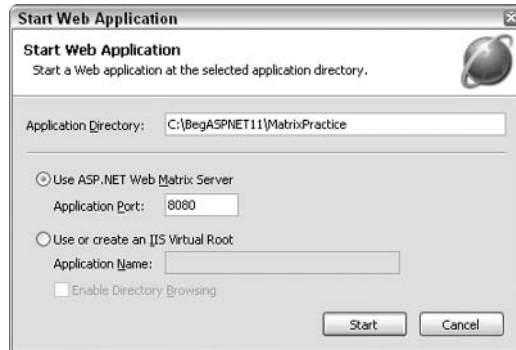 Start Web Application
Start Web Application
Start a Web application at the selected application directory.
Application Directory: C:\BegASPNET11\MatrixPractice
Use ASP.NET Web Matrix Server
Application Port: 8080
Use or create an IIS Virtual Root
Application Name:
Enable Directory Browsing
Start Cancel